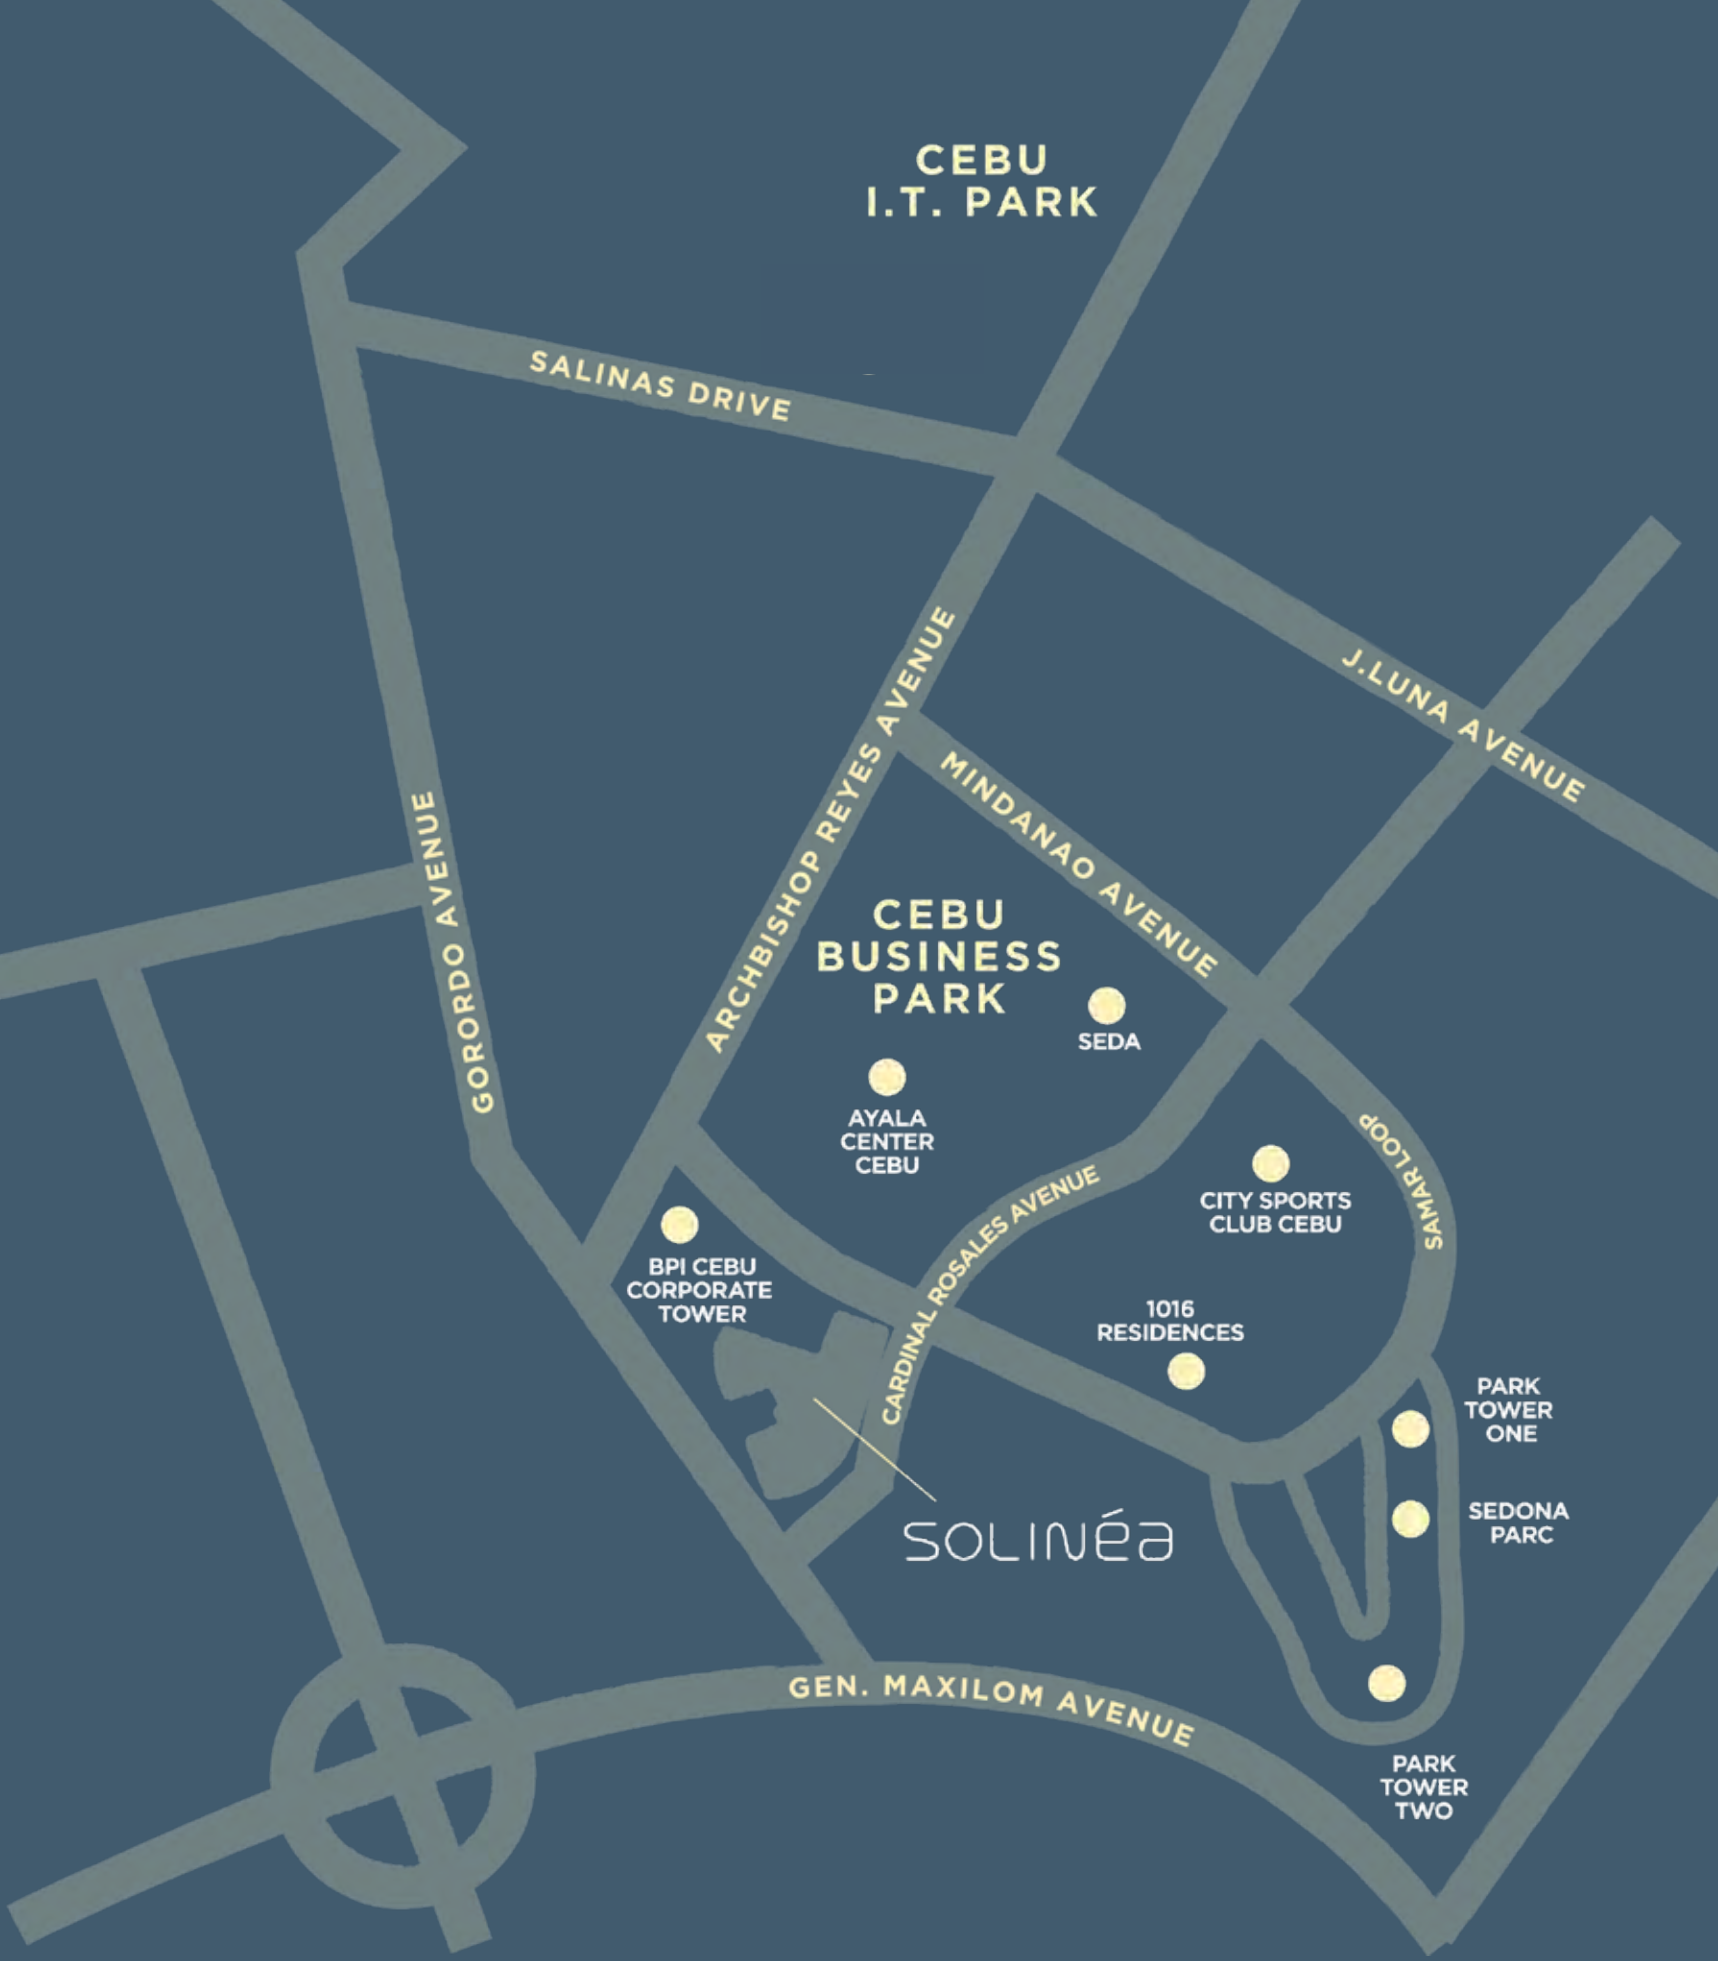 CEBU
I.T. PARK
SALINAS DRIVE
J.LUNA AVENUE
ARCHBISHOP REYES AVENUE
MINDANAO AVENUE
GORORDO AVENUE
CEBU
BUSINESS
PARK
SEDA
AYALA
CENTER
CEBU
SAMAR LOOP
CITY SPORTS
CLUB CEBU
CARDINAL ROSALES AVENUE
BPI CEBU
CORPORATE
TOWER
1016
RESIDENCES
PARK
TOWER
ONE
SEDONA
PARC
SOLINéa
GEN. MAXILOM AVENUE
PARK
TOWER
TWO